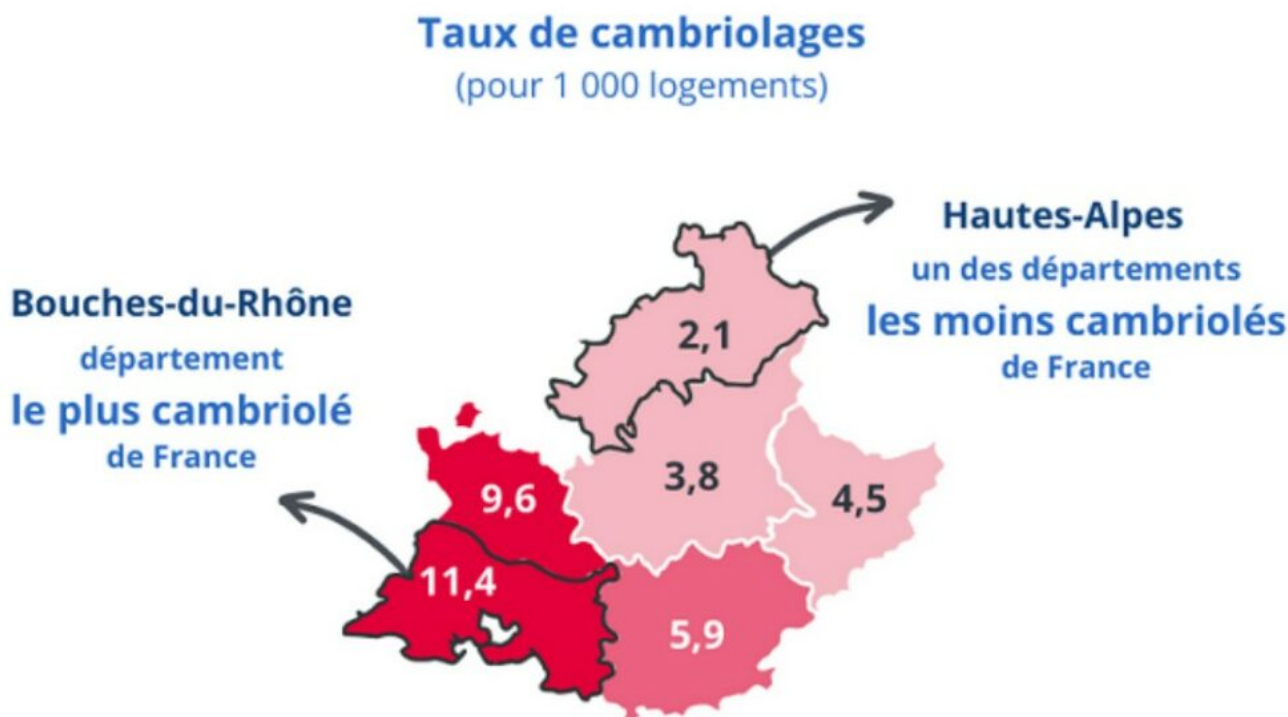 Taux de cambriolages
(pour 1 000 logements)
Hautes-Alpes
un des départements
les moins cambriolés
de France
Bouches-du-Rhône
département
le plus cambriolé
de France
2,1
3,8
4,5
9,6
11,4
5,9